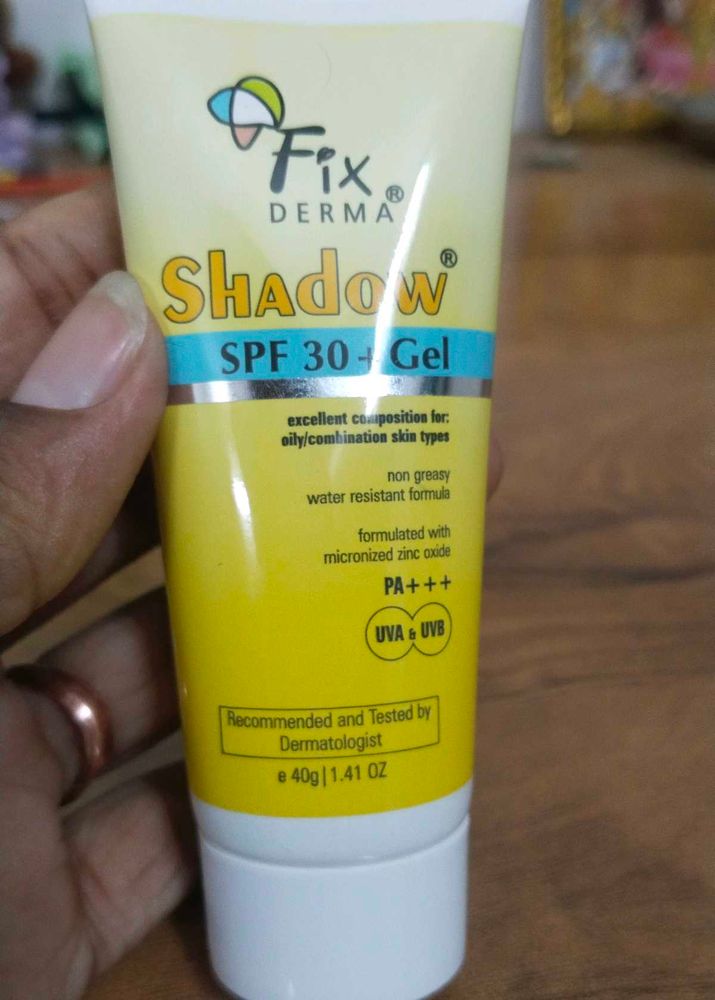 Fix
DERMA®
Shadow®
SPF 30+ Gel
excellent composition for:
oily/combination skin types
non greasy
water resistant formula
formulated with
micronized zinc oxide
PA+++
UVA & UVB
Recommended and Tested by
Dermatologist
e 40g|1.41 OZ